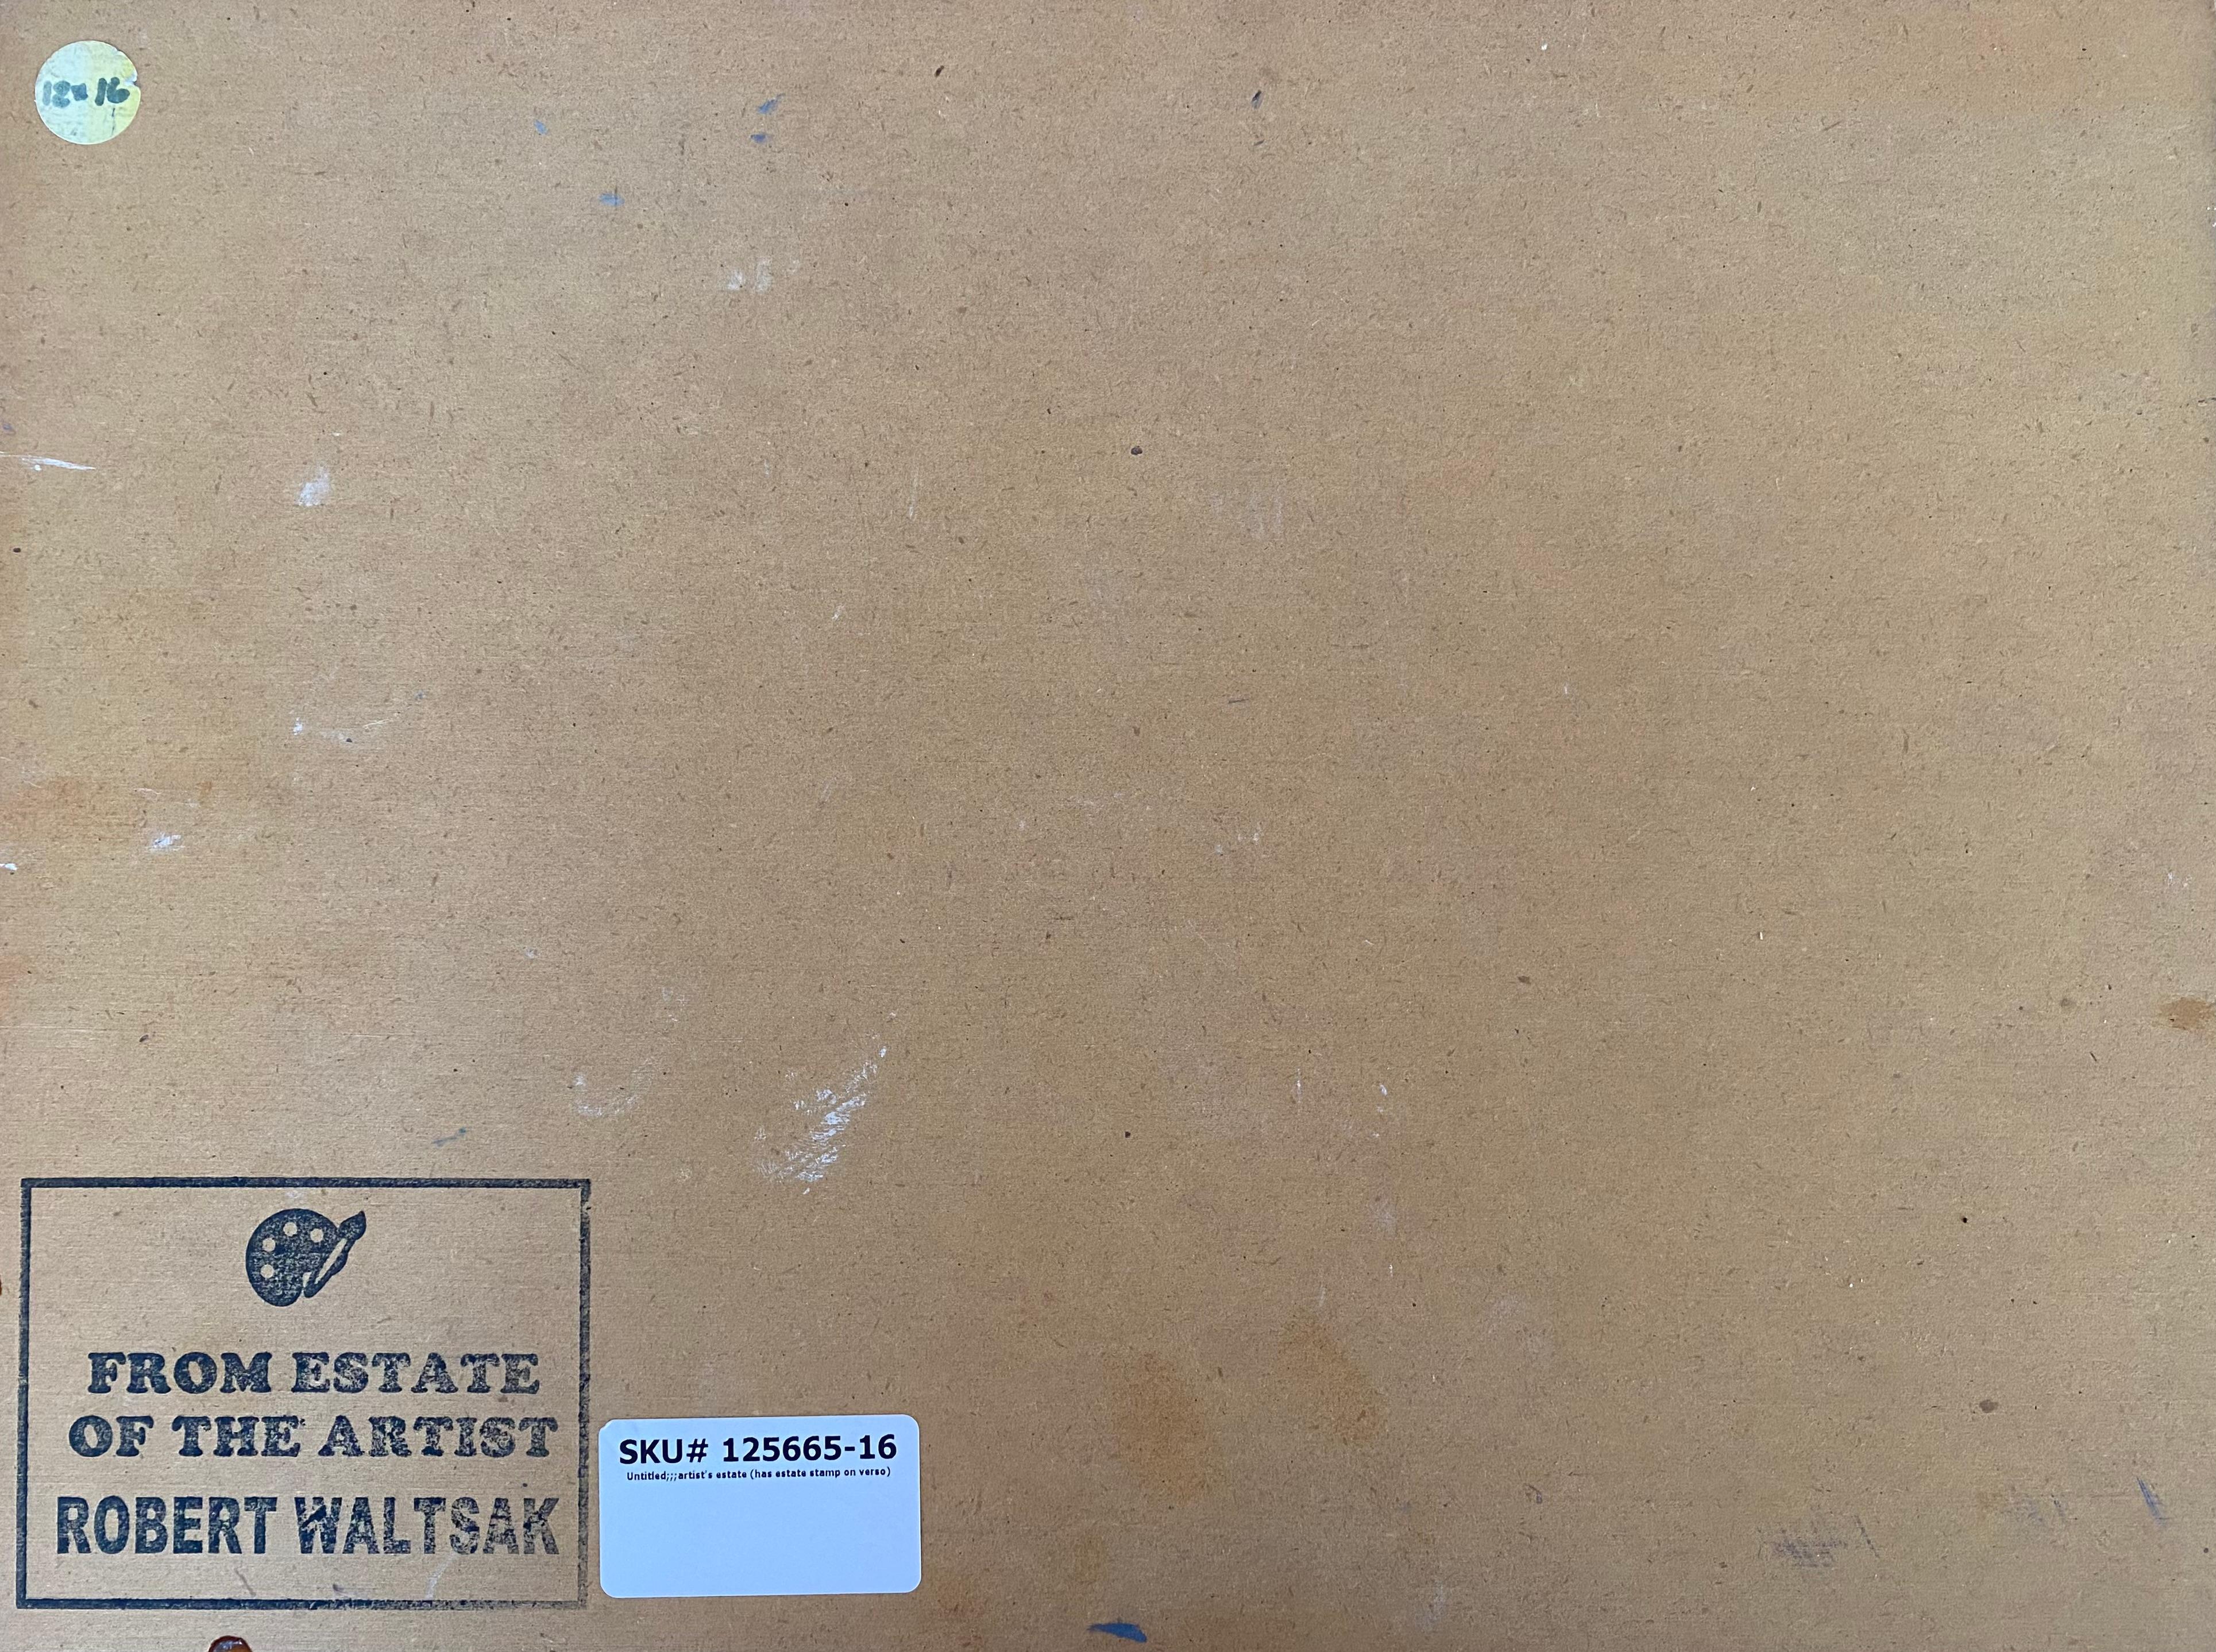 12x16
FROM ESTATE
OF THE ARTIST
ROBERT WALTSAK
SKU# 125665-16
Untitled;;;artist's estate (has estate stamp on verso)